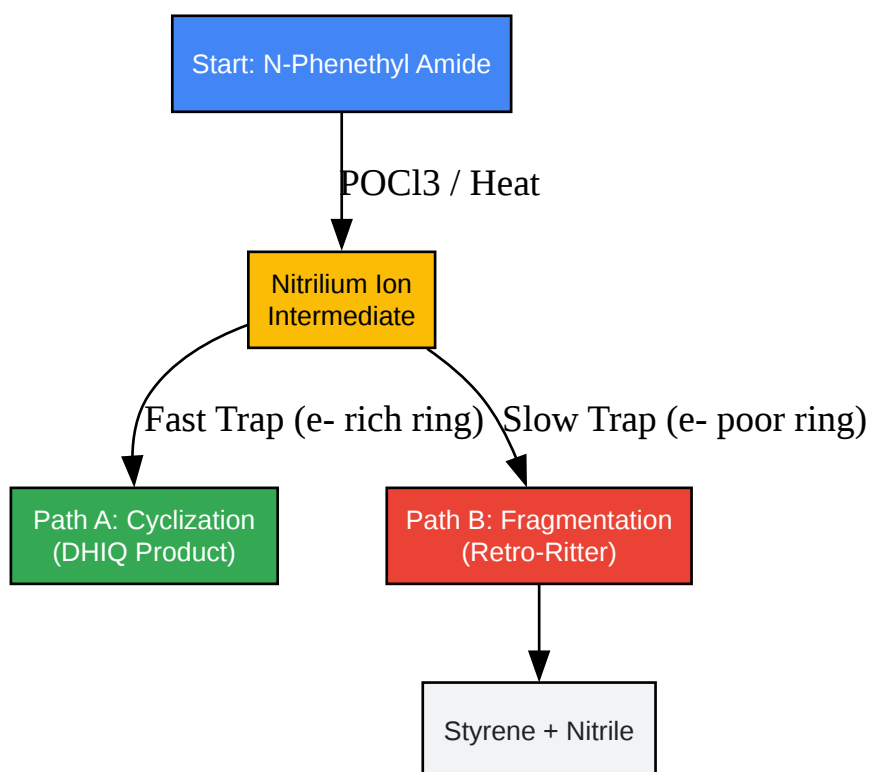 Start: N-Phenethyl Amide
POCl3 / Heat
Nitrilium Ion
Intermediate
Fast Trap (e- rich ring)
Slow Trap (e- poor ring)
Path A: Cyclization
(DHIQ Product)
Path B: Fragmentation
(Retro-Ritter)
Styrene + Nitrile